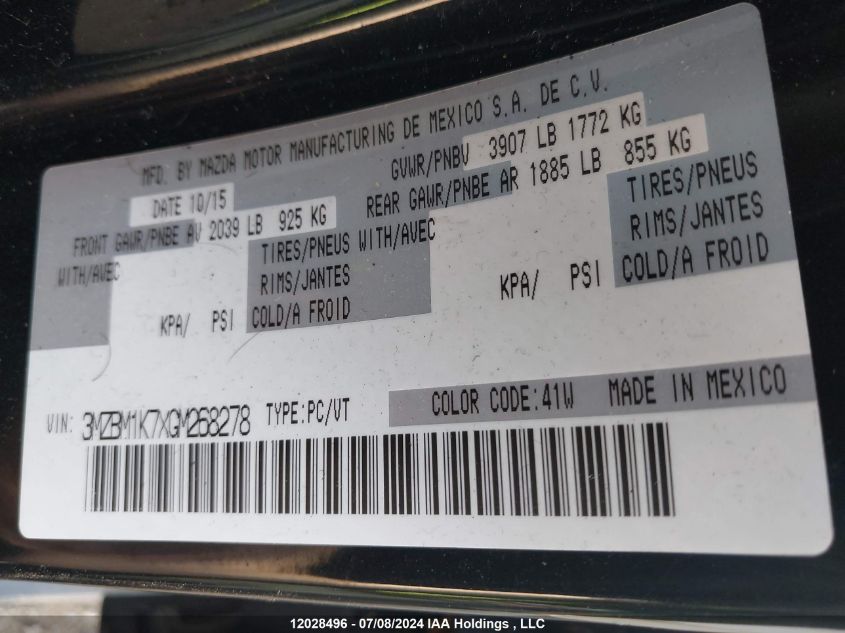 MFD. BY MAZDA MOTOR MANUFACTURING DE MEXICO S.A. DE C.V.
DATE 10/15 GVWR/PNBV 3907 LB 1772 KG
FRONT GAWR/PNBE AV 2039 LB 925 KG REAR GAWR/PNBE AR 1885 LB 855 KG
WITH/AVEC TIRES/PNEUS WITH/AVEC TIRES/PNEUS
RIMS/JANTES RIMS/JANTES
KPA/ PSI COLD/A FROID KPA/ PSI COLD/A FROID
VIN: 3MZBM1K7XGM268278 TYPE:PC/VT COLOR CODE:41W MADE IN MEXICO
12028496 - 07/08/2024 IAA Holdings , LLC